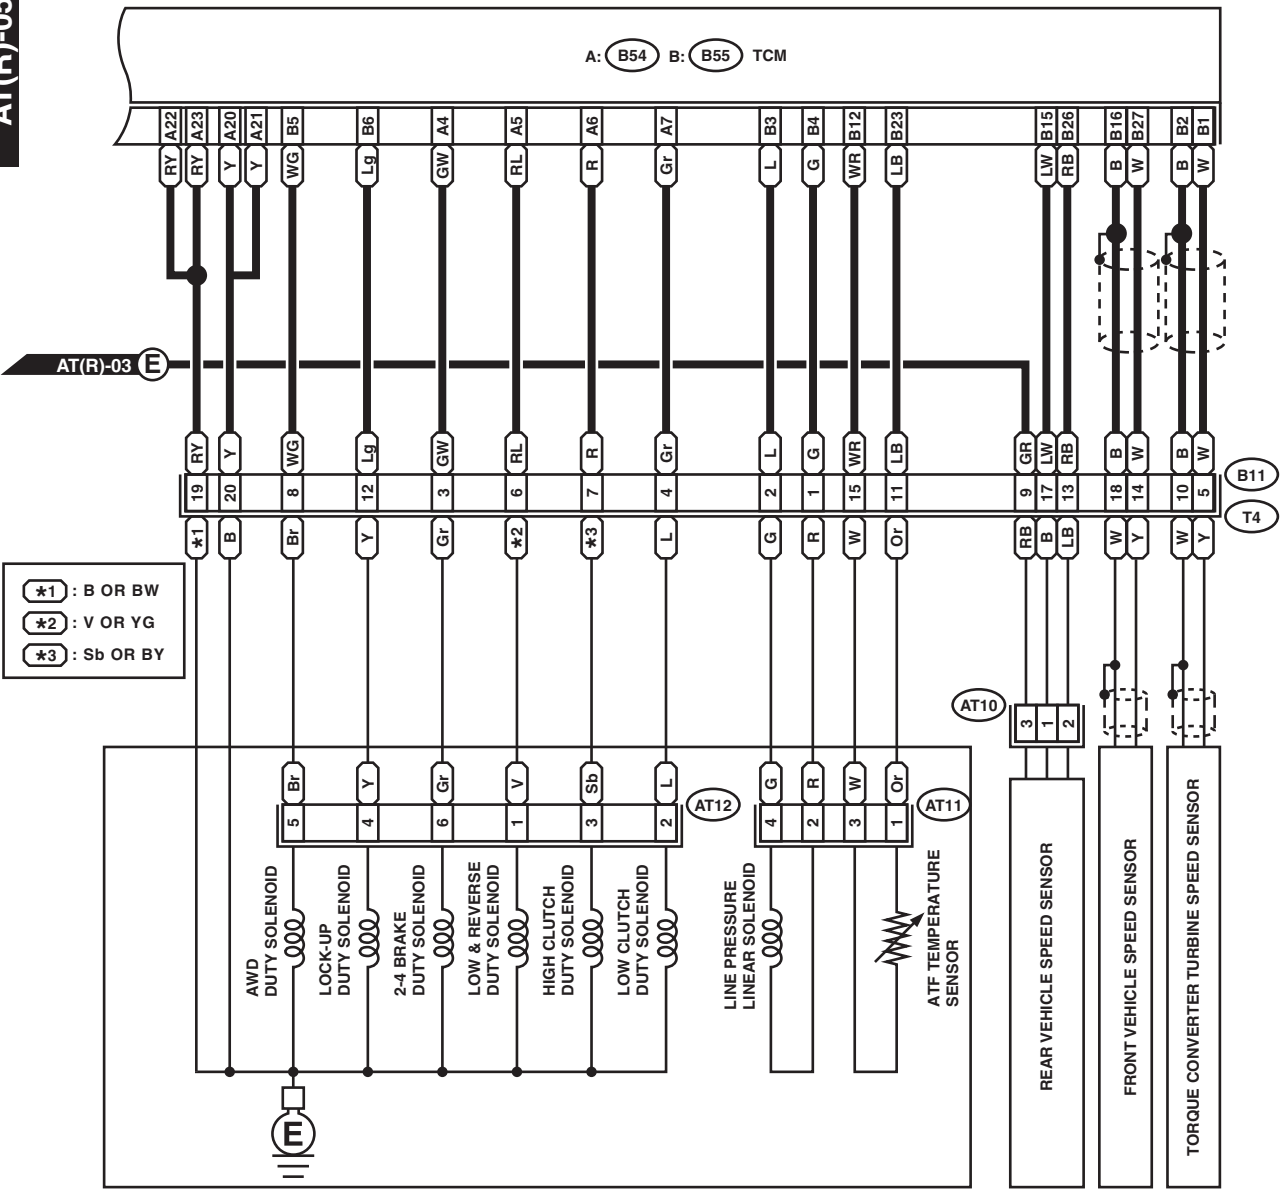 AT(R)-05
A: B54 B: B55 TCM
A22 A23 A20 A21 B5 B6 A4 A5 A6 A7 B3 B4 B12 B23 B15 B26 B16 B27 B2 B1
RY RY Y Y WG Lg GW RL R Gr L G WR LB LW RB B W B W
AT(R)-03 E
RY Y WG Lg GW RL R Gr L G WR LB GR LW RB B W B W
19 20 8 12 3 6 7 4 2 1 15 11 9 17 13 18 14 10 5
B11
T4
*1 B Br Y Gr *2 *3 L G R W Or RB B LB W Y W Y
*1 : B OR BW
*2 : V OR YG
*3 : Sb OR BY
AT10
3 1 2
Br Y Gr V Sb L G R W Or
5 4 6 1 3 2
AT12
4 2 3 1
AT11
AWD
DUTY SOLENOID
LOCK-UP
DUTY SOLENOID
2-4 BRAKE
DUTY SOLENOID
LOW & REVERSE
DUTY SOLENOID
HIGH CLUTCH
DUTY SOLENOID
LOW CLUTCH
DUTY SOLENOID
LINE PRESSURE
LINEAR SOLENOID
ATF TEMPERATURE
SENSOR
REAR VEHICLE SPEED SENSOR
FRONT VEHICLE SPEED SENSOR
TORQUE CONVERTER TURBINE SPEED SENSOR
E